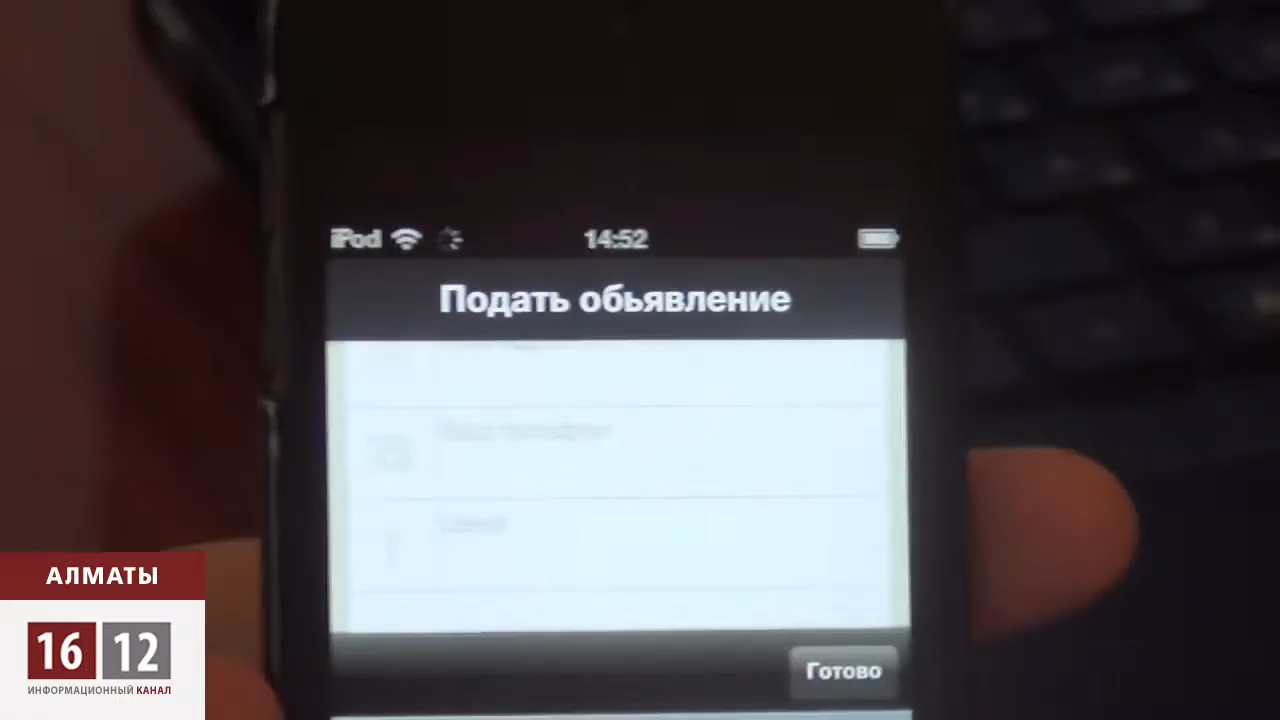 iPod 14:52
Подать обьявление
Готово
АЛМАТЫ
16 12
ИНФОРМАЦИОННЫЙ КАНАЛ